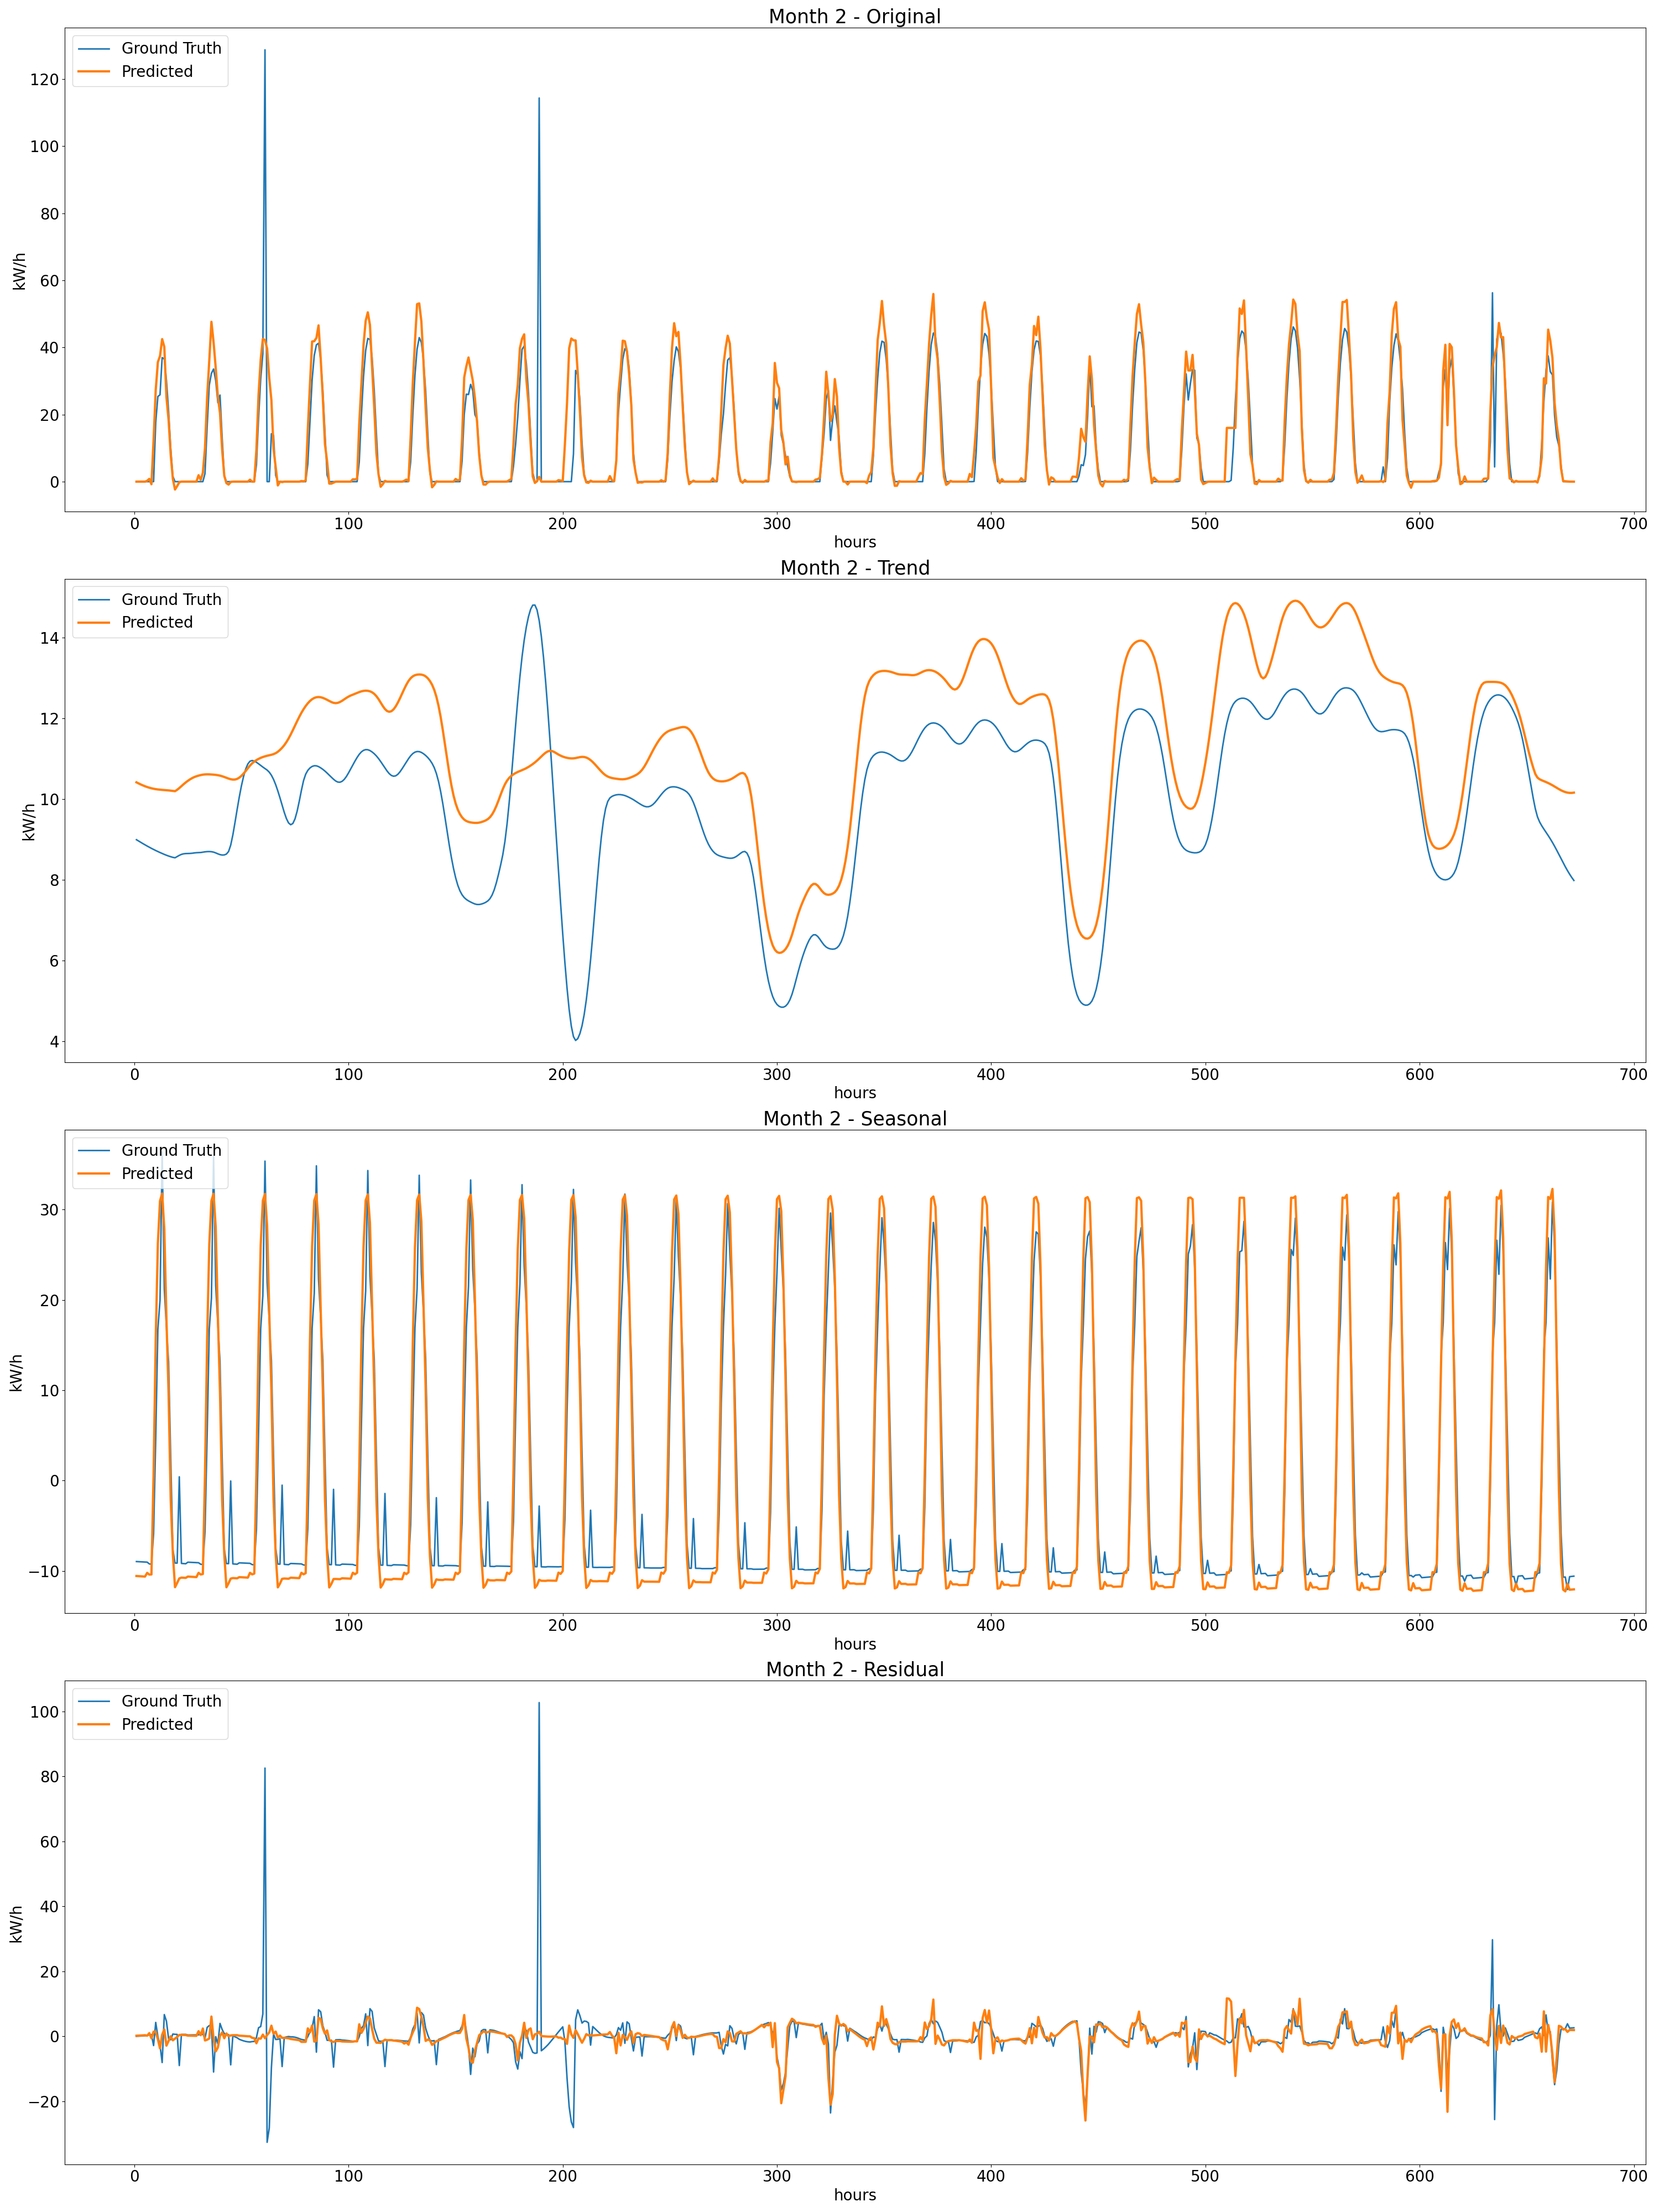 Month 2 - Original
Ground Truth
Predicted
120
100
80
60
40
20
0
kW/h
0 100 200 300 400 500 600 700
hours
Month 2 - Trend
Ground Truth
Predicted
14
12
10
8
6
4
kW/h
0 100 200 300 400 500 600 700
hours
Month 2 - Seasonal
Ground Truth
Predicted
30
20
10
0
−10
kW/h
0 100 200 300 400 500 600 700
hours
Month 2 - Residual
Ground Truth
Predicted
100
80
60
40
20
0
−20
kW/h
0 100 200 300 400 500 600 700
hours